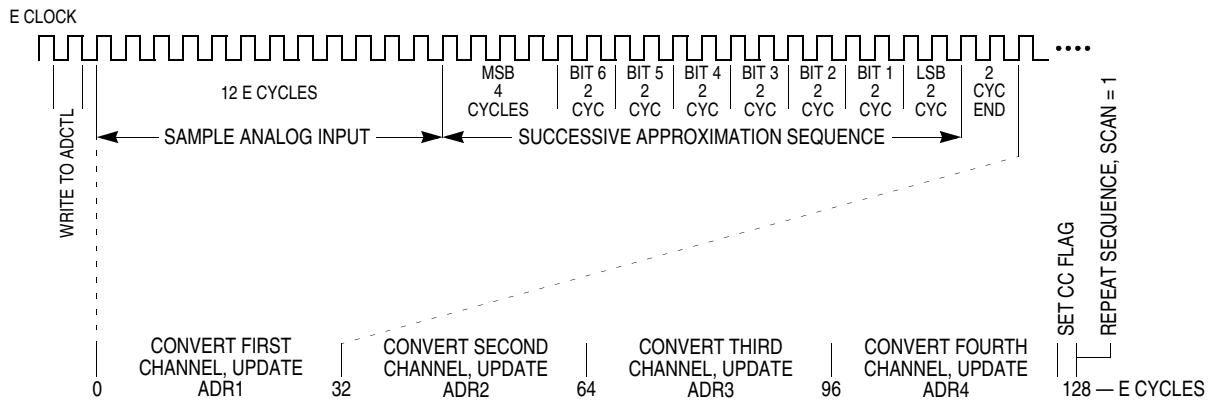 E CLOCK
12 E CYCLES
MSB
4
CYCLES
BIT 6
2
CYC
BIT 5
2
CYC
BIT 4
2
CYC
BIT 3
2
CYC
BIT 2
2
CYC
BIT 1
2
CYC
LSB
2
CYC
2
CYC
END
WRITE TO ADCTL
SAMPLE ANALOG INPUT
SUCCESSIVE APPROXIMATION SEQUENCE
SET CC FLAG
REPEAT SEQUENCE, SCAN = 1
CONVERT FIRST
CHANNEL, UPDATE
ADR1
CONVERT SECOND
CHANNEL, UPDATE
ADR2
CONVERT THIRD
CHANNEL, UPDATE
ADR3
CONVERT FOURTH
CHANNEL, UPDATE
ADR4
0
32
64
96
128 — E CYCLES